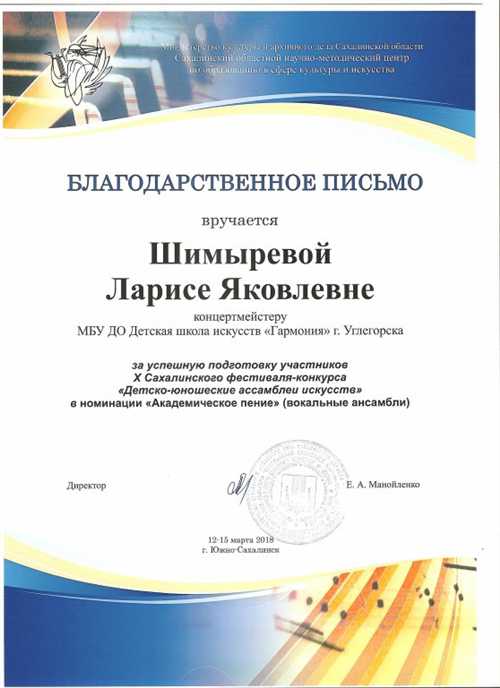 Министерство культуры и архивного дела Сахалинской области
Сахалинский областной научно-методический центр
по образованию в сфере культуры и искусства
БЛАГОДАРСТВЕННОЕ ПИСЬМО
вручается
Шимыревой
Ларисе Яковлевне
концертмейстеру
МБУ ДО Детская школа искусств «Гармония» г. Углегорска
за успешную подготовку участников
X Сахалинского фестиваля-конкурса
«Детско-юношеские ассамблеи искусств»
в номинации «Академическое пение» (вокальные ансамбли)
Директор
Е. А. Манойленко
12-15 марта 2018
г. Южно-Сахалинск